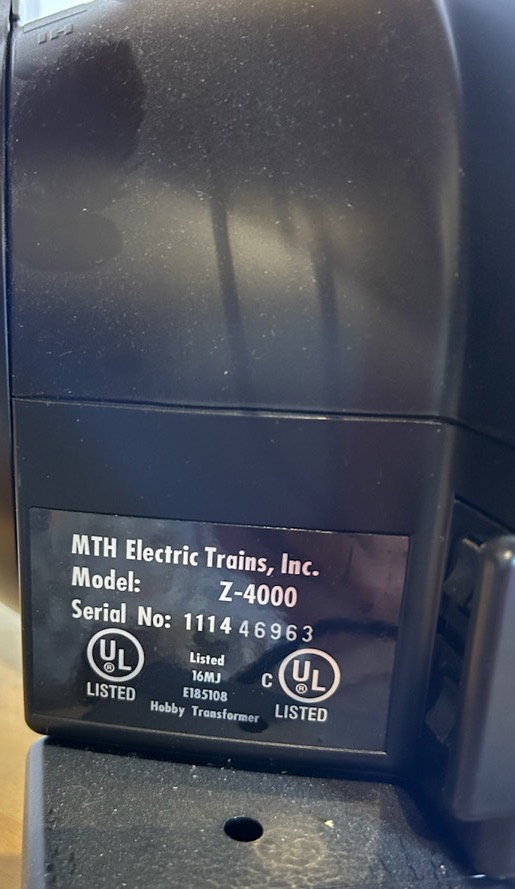 MTH Electric Trains, Inc.
Model: Z-4000
Serial No: 1114 46963
UL
®
LISTED
Listed
16MJ
E185108
Hobby Transformer
C
UL
®
LISTED